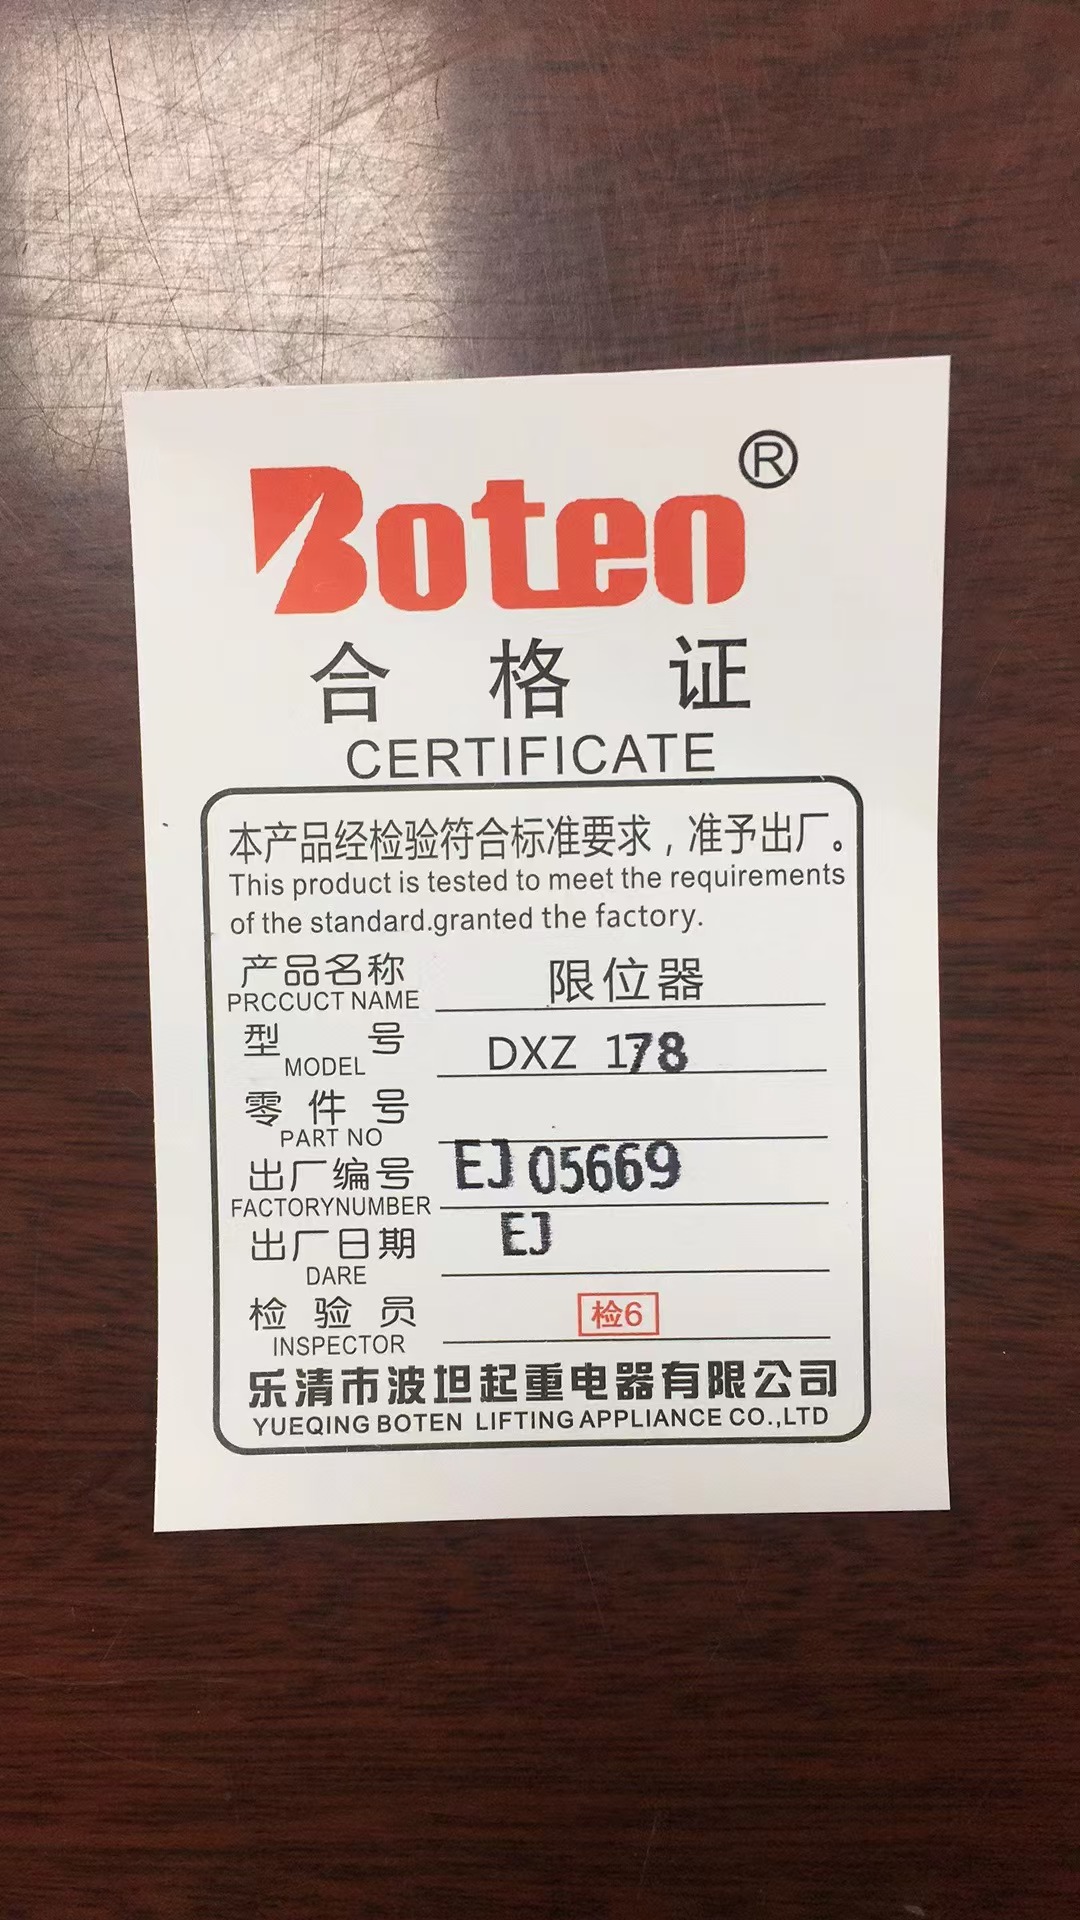 Boten®
合格证
CERTIFICATE
本产品经检验符合标准要求，准予出厂。
This product is tested to meet the requirements
of the standard.granted the factory.
产品名称 限位器
PRCCUCT NAME
型号 DXZ 178
MODEL
零件号
PART NO
出厂编号 EJ 05669
FACTORYNUMBER
出厂日期 EJ
DARE
检验员 检6
INSPECTOR
乐清市波坦起重电器有限公司
YUEQING BOTEN LIFTING APPLIANCE CO.,LTD